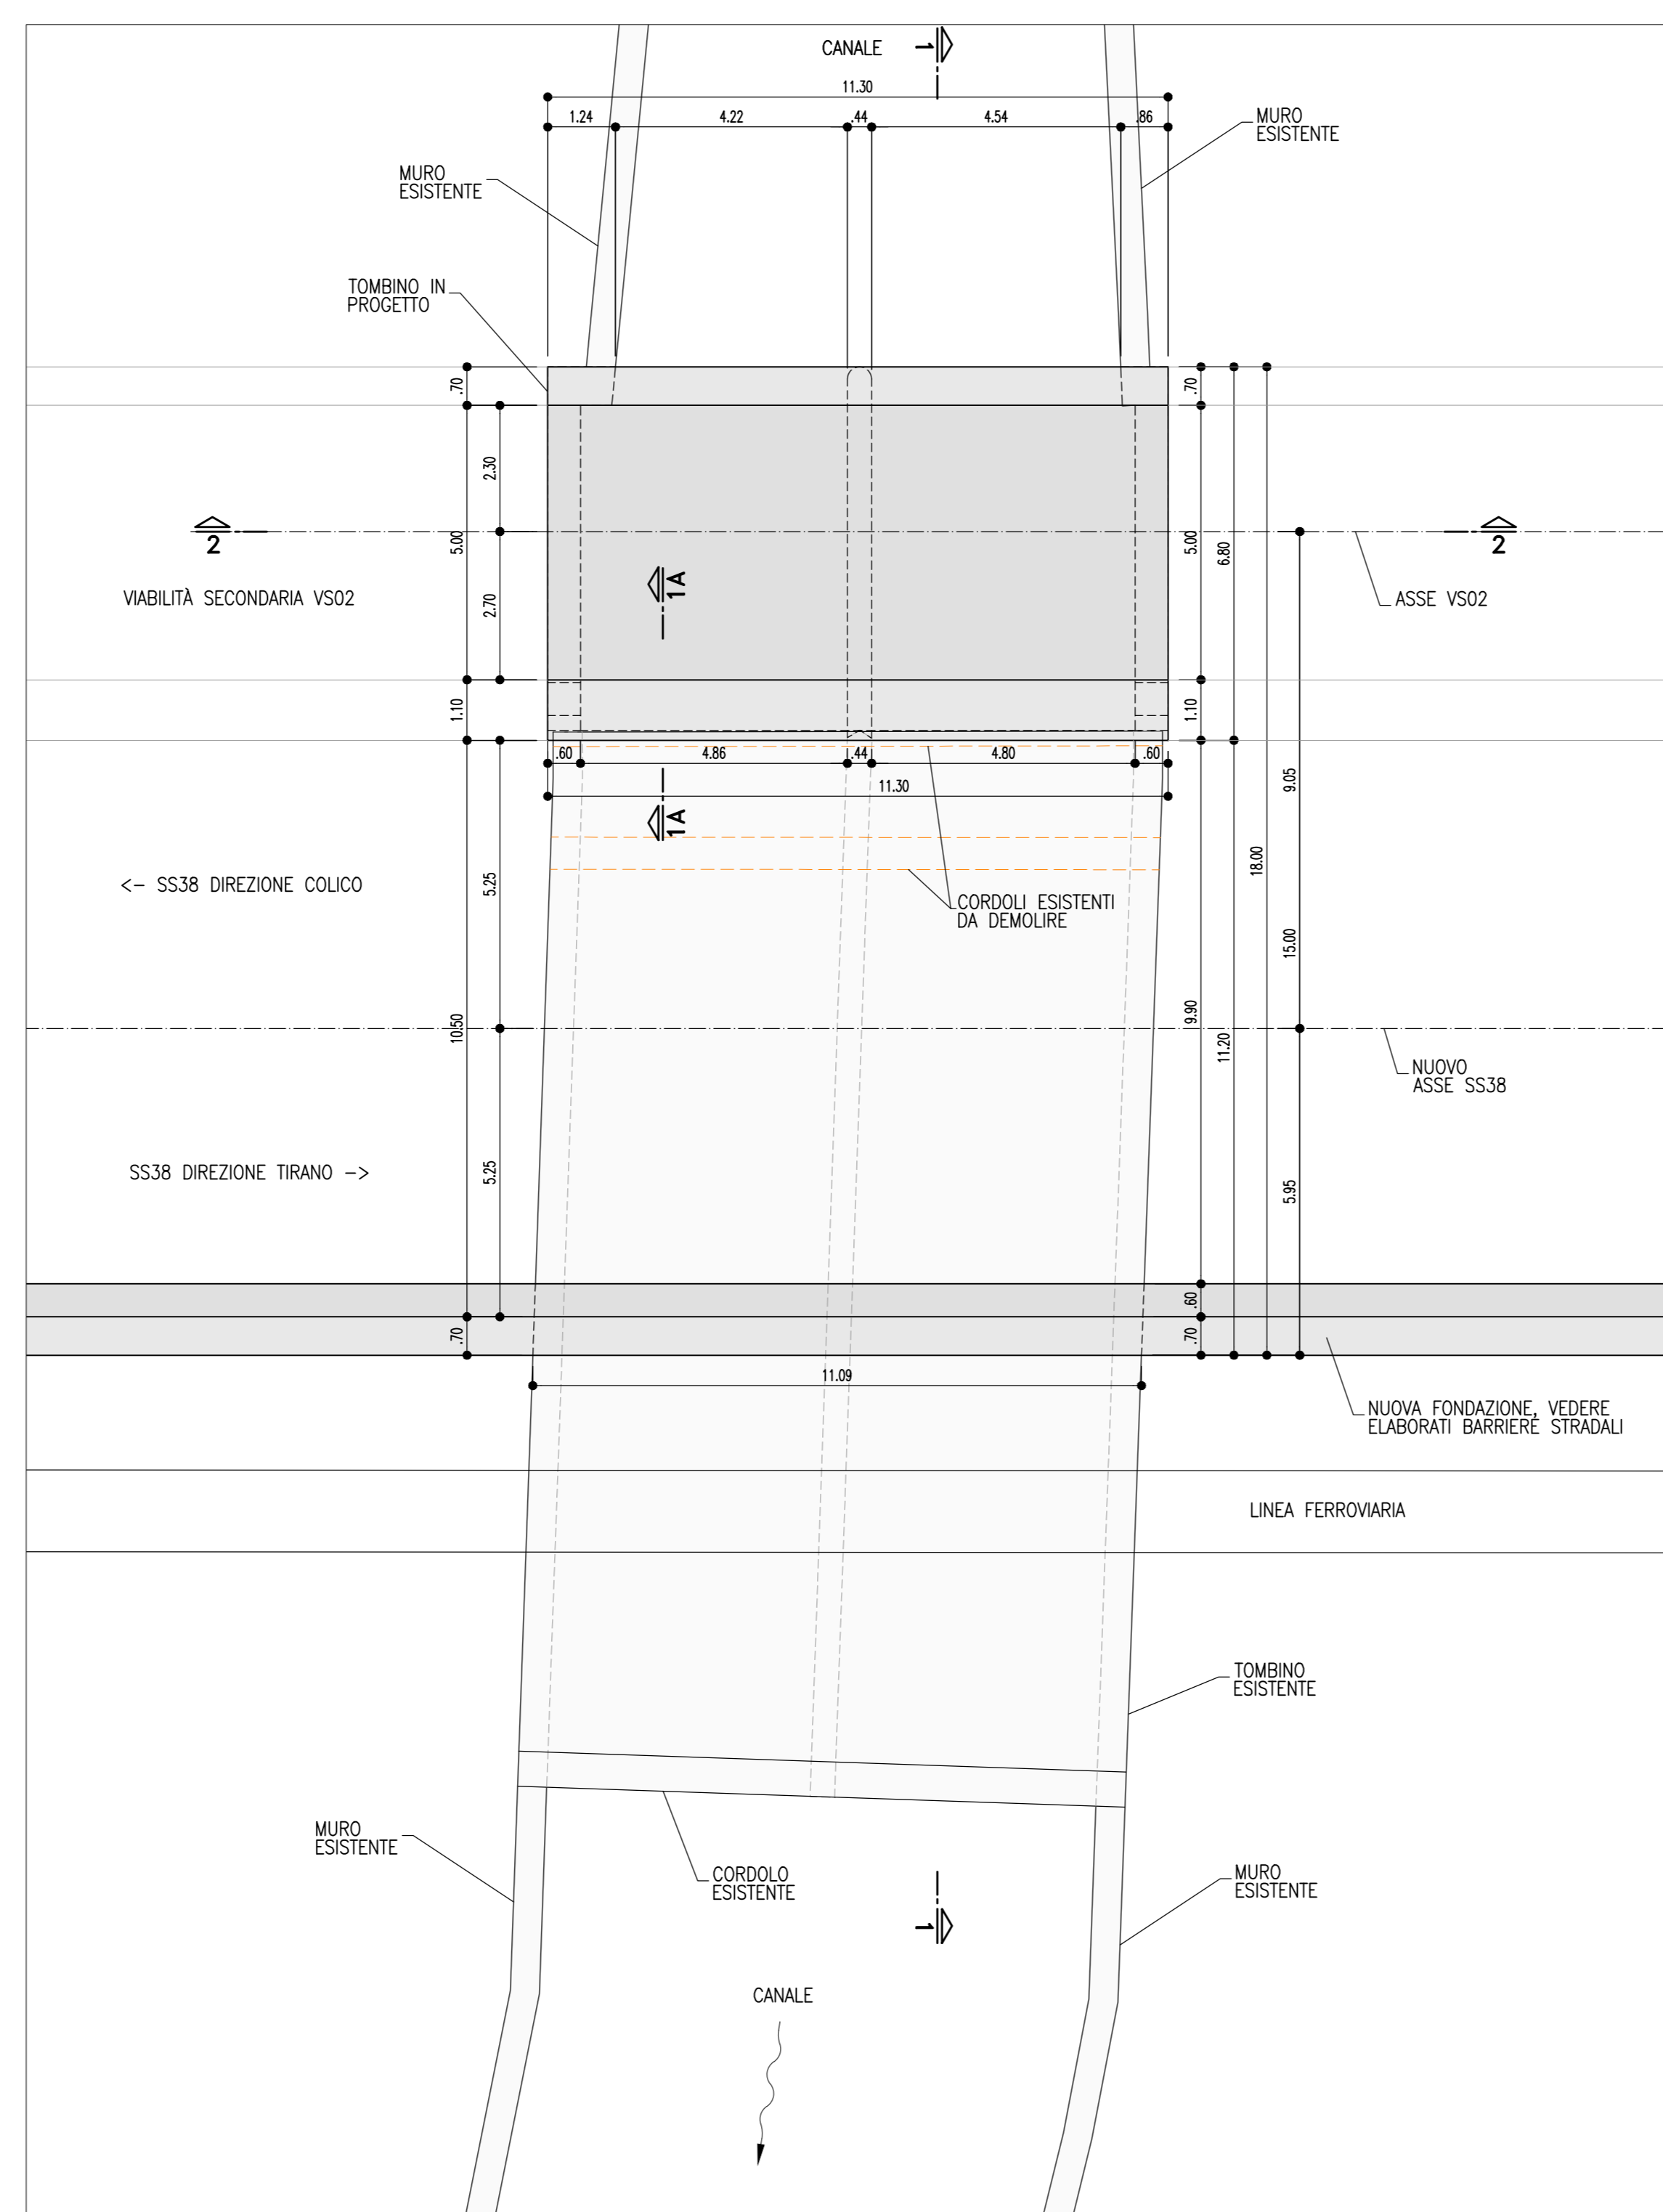 CANALE
1
11.30
1.24
4.22
.44
4.54
.86
MURO
ESISTENTE
MURO
ESISTENTE
TOMBINO IN
PROGETTO
.70
.70
2.30
2
5.00
5.00
6.80
2
VIABILITÀ SECONDARIA VS02
2.70
1A
ASSE VS02
1.10
1.10
.60
4.86
.44
4.80
.60
11.30
9.05
1A
18.00
<- SS38 DIREZIONE COLICO
5.25
CORDOLI ESISTENTI
DA DEMOLIRE
15.00
10.50
9.90
11.20
NUOVO
ASSE SS38
SS38 DIREZIONE TIRANO ->
5.25
5.95
.60
.70
.70
11.09
NUOVA FONDAZIONE, VEDERE
ELABORATI BARRIERE STRADALI
LINEA FERROVIARIA
TOMBINO
ESISTENTE
MURO
ESISTENTE
CORDOLO
ESISTENTE
MURO
ESISTENTE
1
CANALE